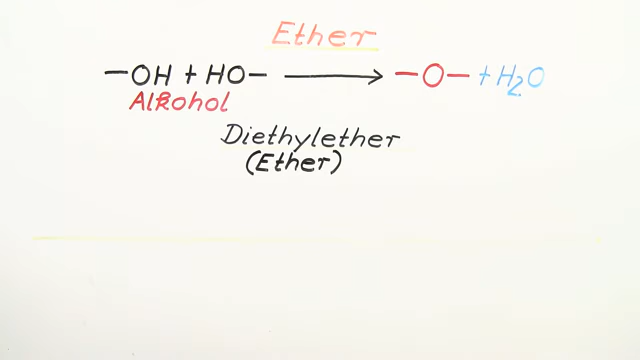 Ether
–OH + HO– ⟶ –O– + H₂O
Alkohol
Diethylether
(Ether)